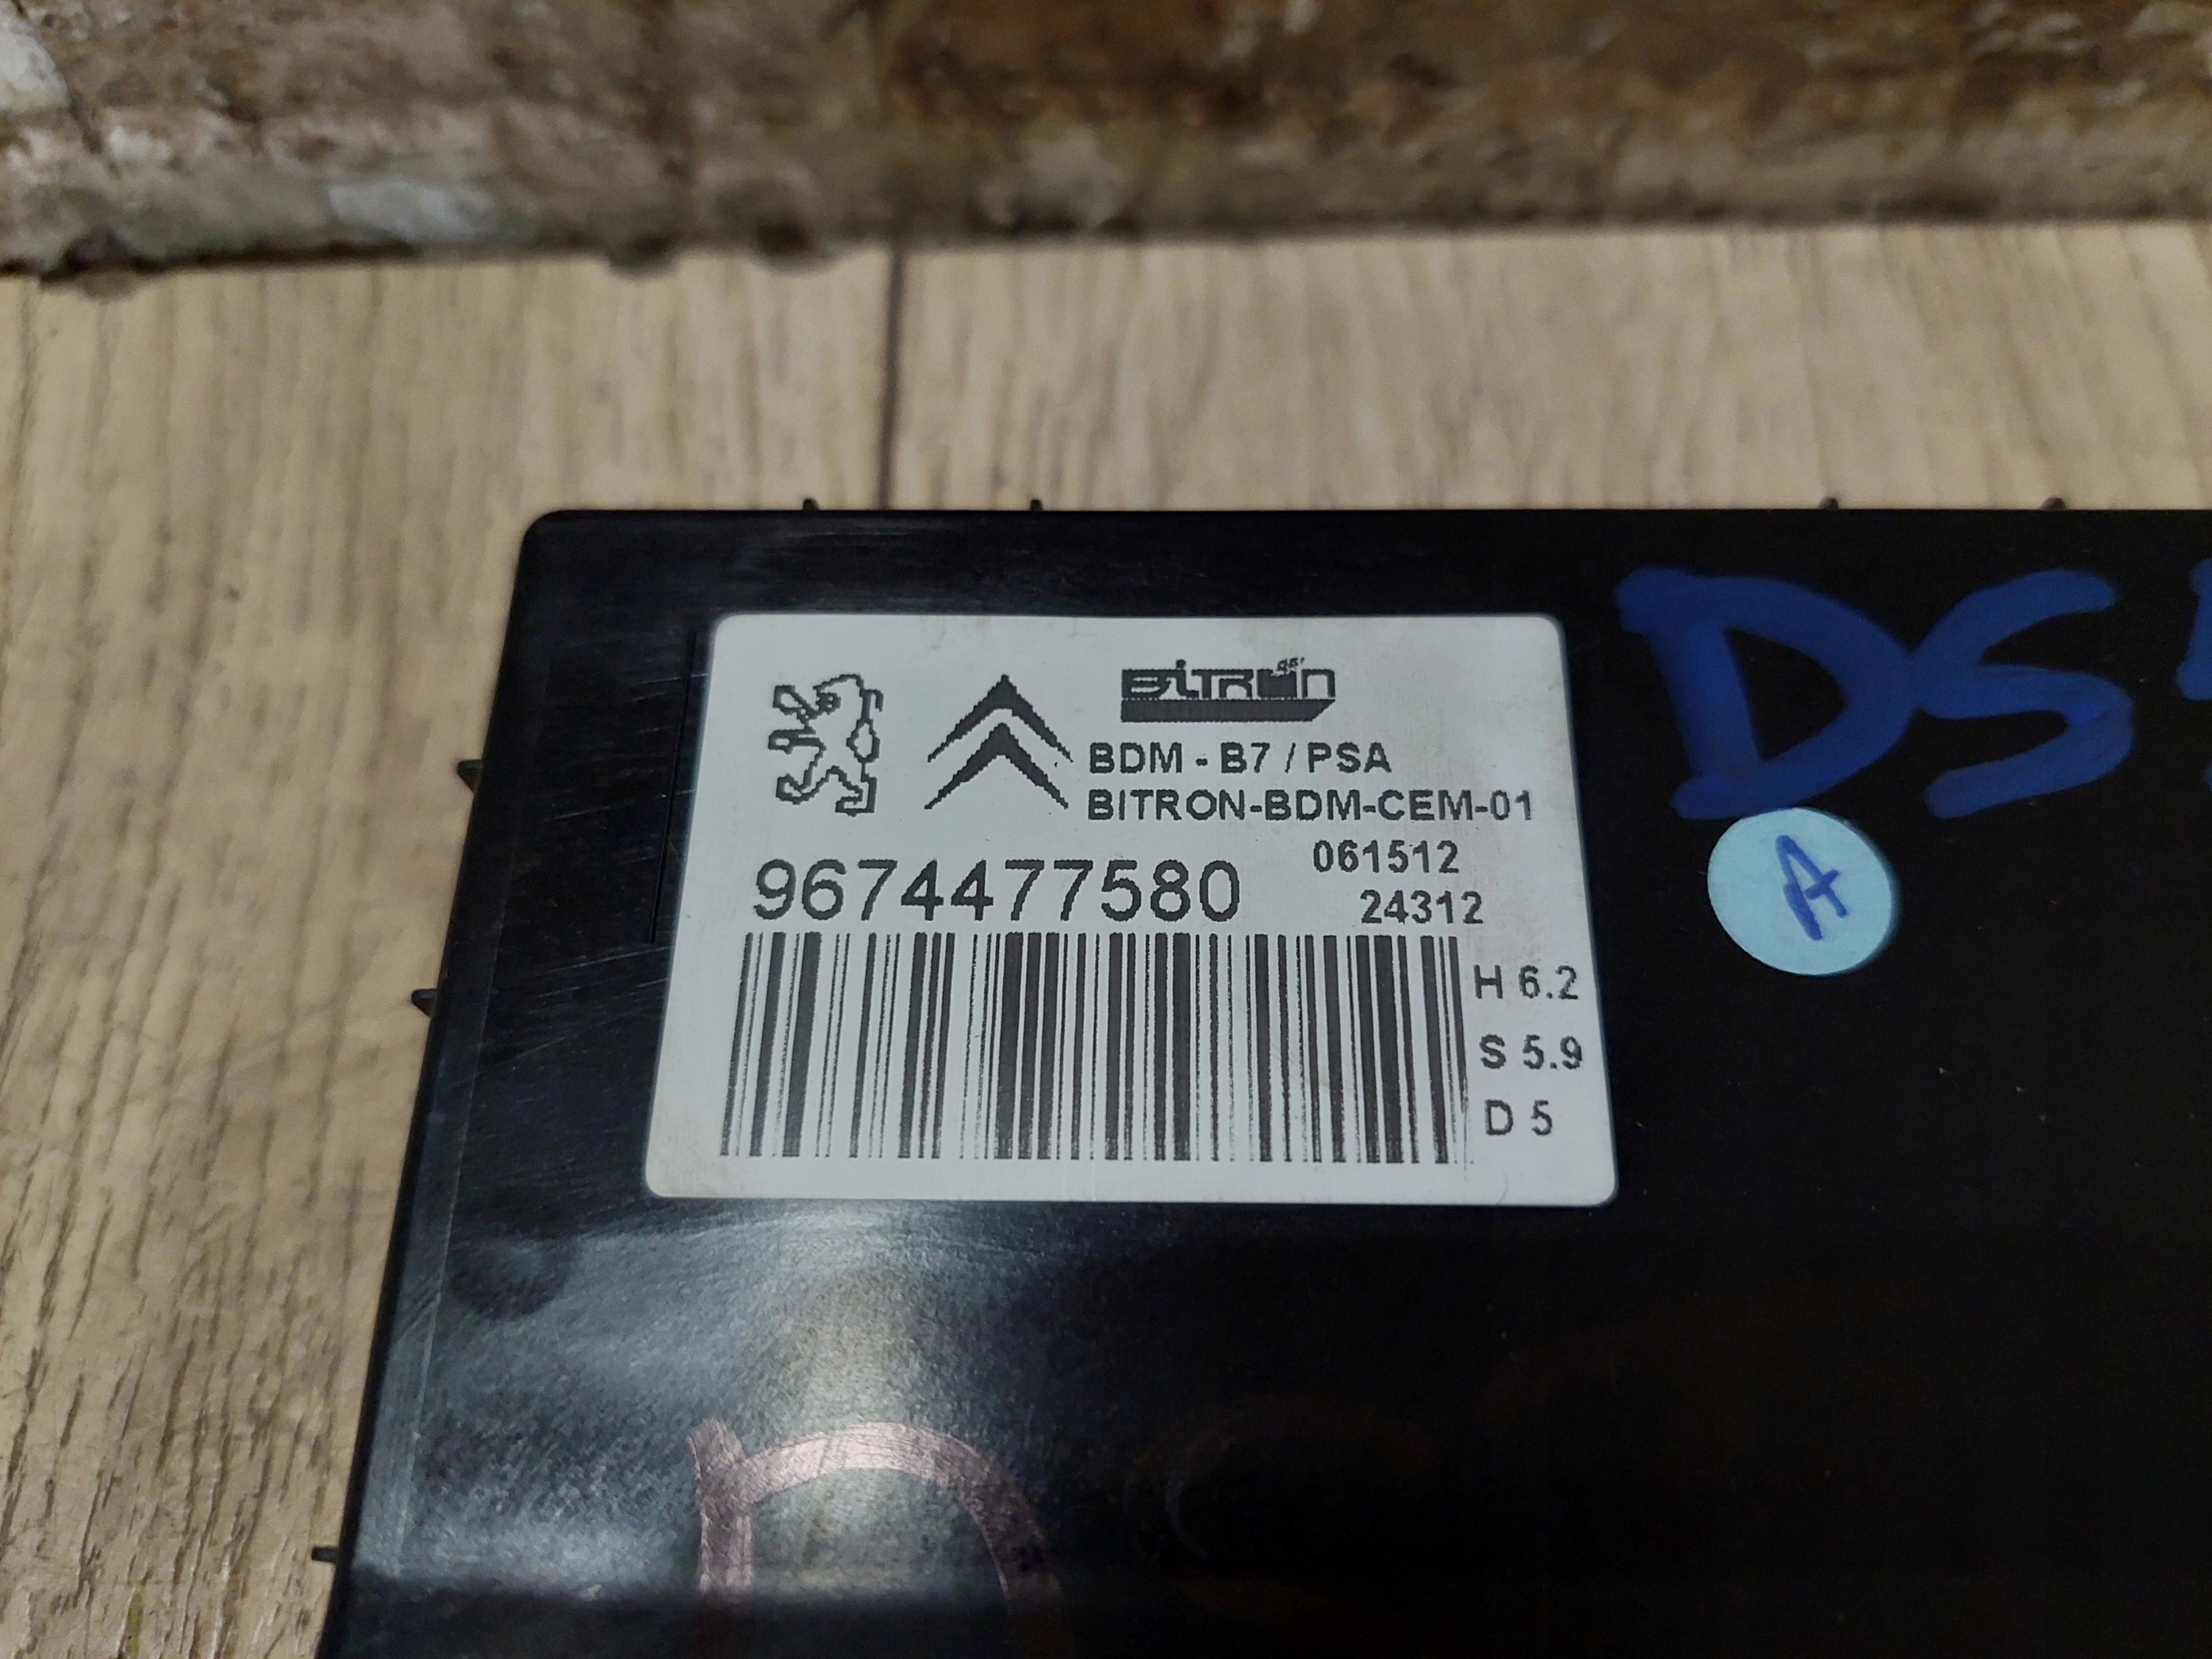 BiTRON
BDM - B7 / PSA
BITRON-BDM-CEM-01
061512
9674477580
24312
H 6.2
S 5.9
D 5
DS
A